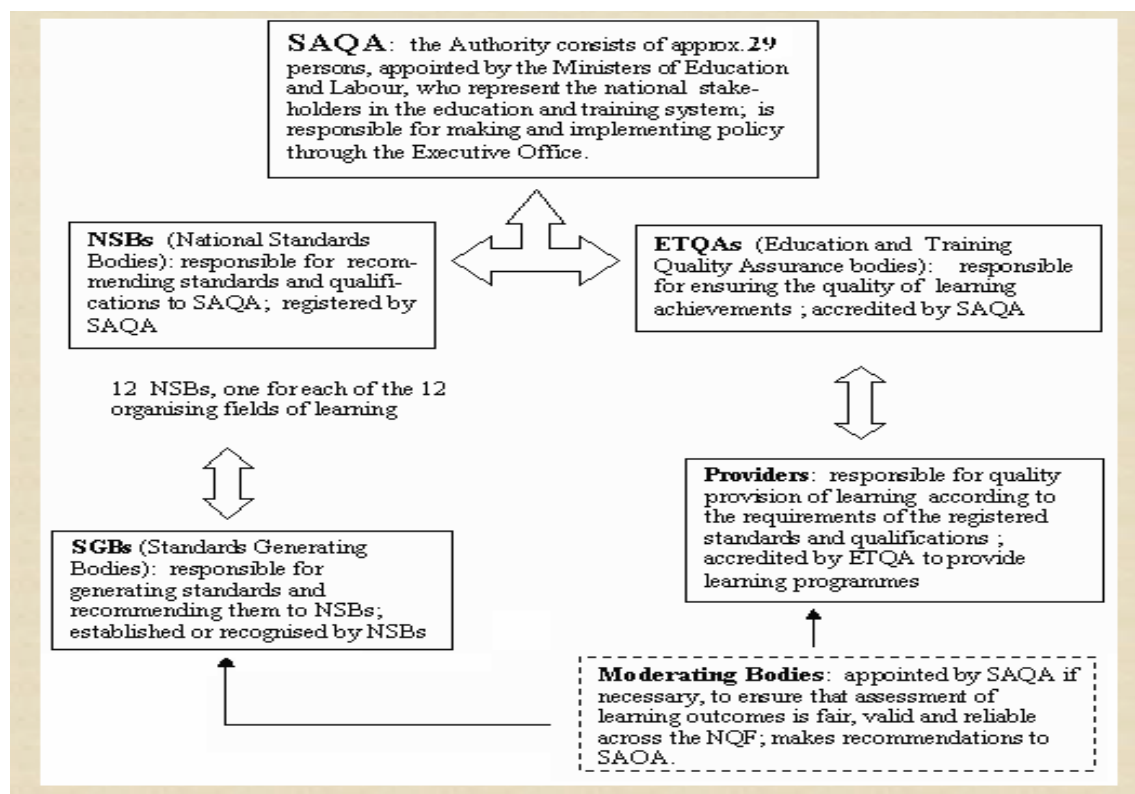 SAQA: the Authority consists of approx. 29
persons, appointed by the Ministers of Education
and Labour, who represent the national stake-
holders in the education and training system; is
responsible for making and implementing policy
through the Executive Office.
NSBs (National Standards
Bodies): responsible for recom-
mending standards and qualifi-
cations to SAQA; registered by
SAQA
ETQAs (Education and Training
Quality Assurance bodies): responsible
for ensuring the quality of learning
achievements ; accredited by SAQA
12 NSBs, one for each of the 12
organising fields of learning
Providers: responsible for quality
provision of learning according to
the requirements of the registered
standards and qualifications ;
accredited by ETQA to provide
learning programmes
SGBs (Standards Generating
Bodies): responsible for
generating standards and
recommending them to NSBs;
established or recognised by NSBs
Moderating Bodies: appointed by SAQA if
necessary, to ensure that assessment of
learning outcomes is fair, valid and reliable
across the NQF; makes recommendations to
SAOA.